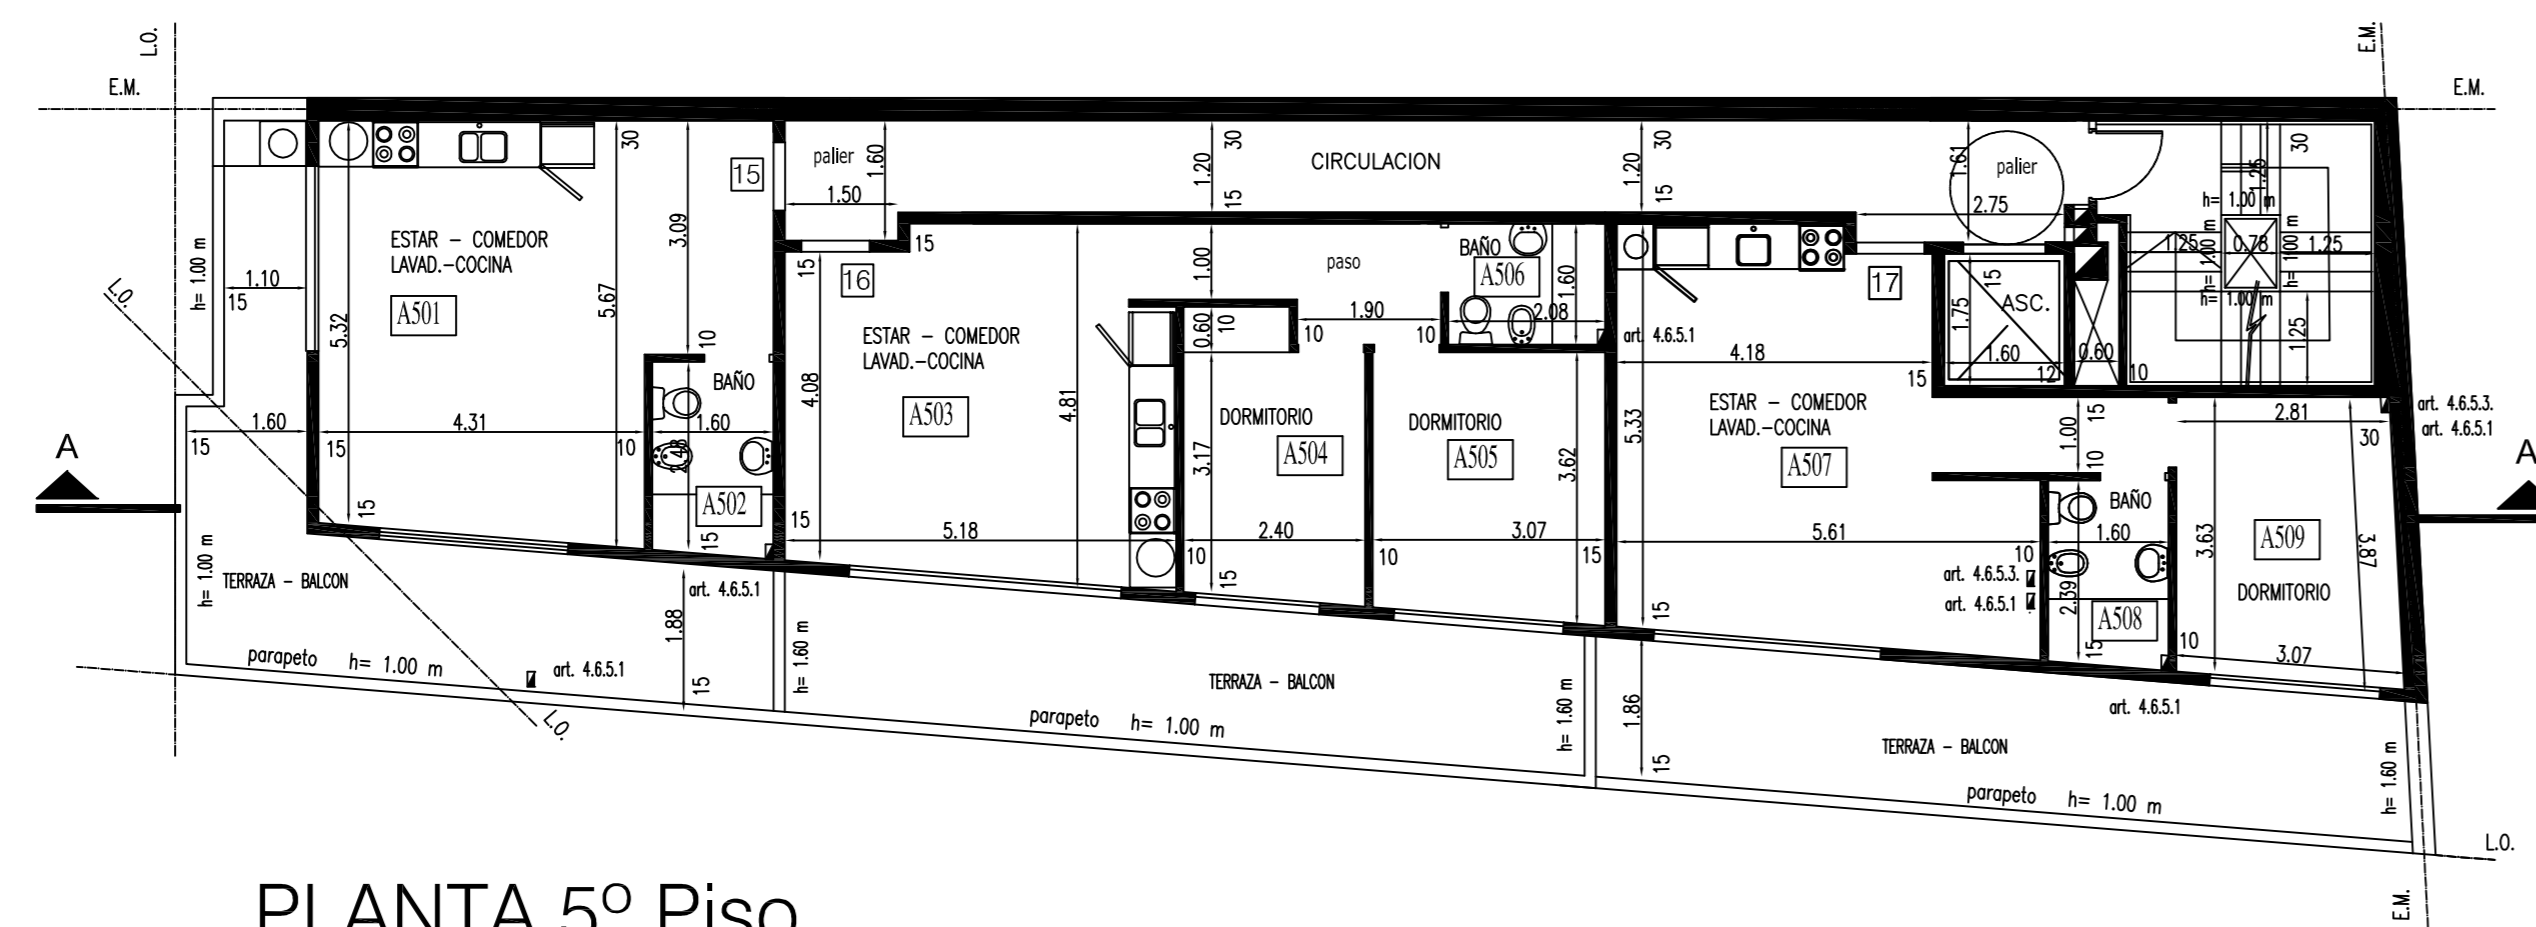 L.O.
E.M.
E.M.
E.M.
30
15
palier
1.60
1.50
1.20
30
15
CIRCULACION
1.20
30
15
1.61
palier
2.75
30
1.25
h= 1.00 m
1.25
0.78
1.25
h= 1.00 m
h= 1.00 m
h= 1.00 m
1.25
ESTAR - COMEDOR
LAVAD.-COCINA
A501
h= 1.00 m
1.10
15
5.32
5.67
3.09
10
15
15
16
1.00
paso
BAÑO
A506
1.60
2.08
17
15
1.75
ASC.
1.60
12
0.60
10
L.O.
ESTAR - COMEDOR
LAVAD.-COCINA
A503
4.08
4.81
0.60
10
10
1.90
10
art. 4.6.5.1
4.18
15
BAÑO
1.60
2.48
A502
15
A
1.60
15
15
4.31
10
15
DORMITORIO
A504
3.17
DORMITORIO
A505
3.62
5.33
ESTAR - COMEDOR
LAVAD.-COCINA
A507
1.00
15
10
2.81
30
art. 4.6.5.3.
art. 4.6.5.1
A
15
5.18
10
2.40
15
10
3.07
15
5.61
10
15
BAÑO
1.60
2.39
A508
15
10
3.63
A509
DORMITORIO
3.87
3.07
art. 4.6.5.3.
art. 4.6.5.1
h= 1.00 m
TERRAZA - BALCON
art. 4.6.5.1
1.88
15
h= 1.60 m
parapeto h= 1.00 m
art. 4.6.5.1
L.O.
TERRAZA - BALCON
parapeto h= 1.00 m
h= 1.60 m
1.86
15
art. 4.6.5.1
TERRAZA - BALCON
parapeto h= 1.00 m
h= 1.60 m
L.O.
E.M.
PLANTA 5º Piso